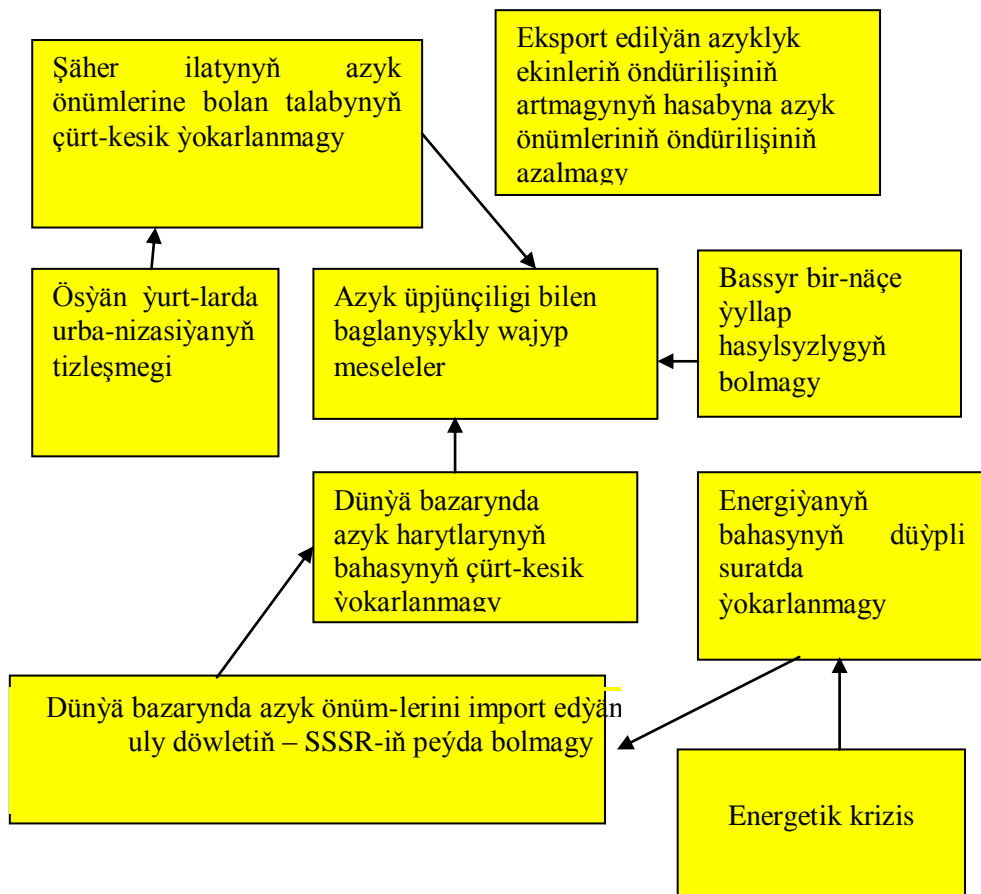 Şäher ilatynyň azyk
önümlerine bolan talabynyň
çürt-kesik ỳokarlanmagy
Eksport edilỳän azyklyk
ekinleriň öndürilişiniň
artmagynyň hasabyna azyk
önümleriniň öndürilişiniň
azalmagy
Ösỳän ỳurt-larda
urba-nizasiỳanyň
tizleşmegi
Azyk üpjünçiligi bilen
baglanyşykly wajyp
meseleler
Bassyr bir-näçe
ỳyllap
hasylsyzlygyň
bolmagy
Dünỳä bazarynda
azyk harytlarynyň
bahasynyň çürt-kesik
ỳokarlanmagy
Energiỳanyň
bahasynyň düỳpli
suratda
ỳokarlanmagy
Dünỳä bazarynda azyk önüm-lerini import edỳän
uly döwletiň – SSSR-iň peýda bolmagy
Energetik krizis